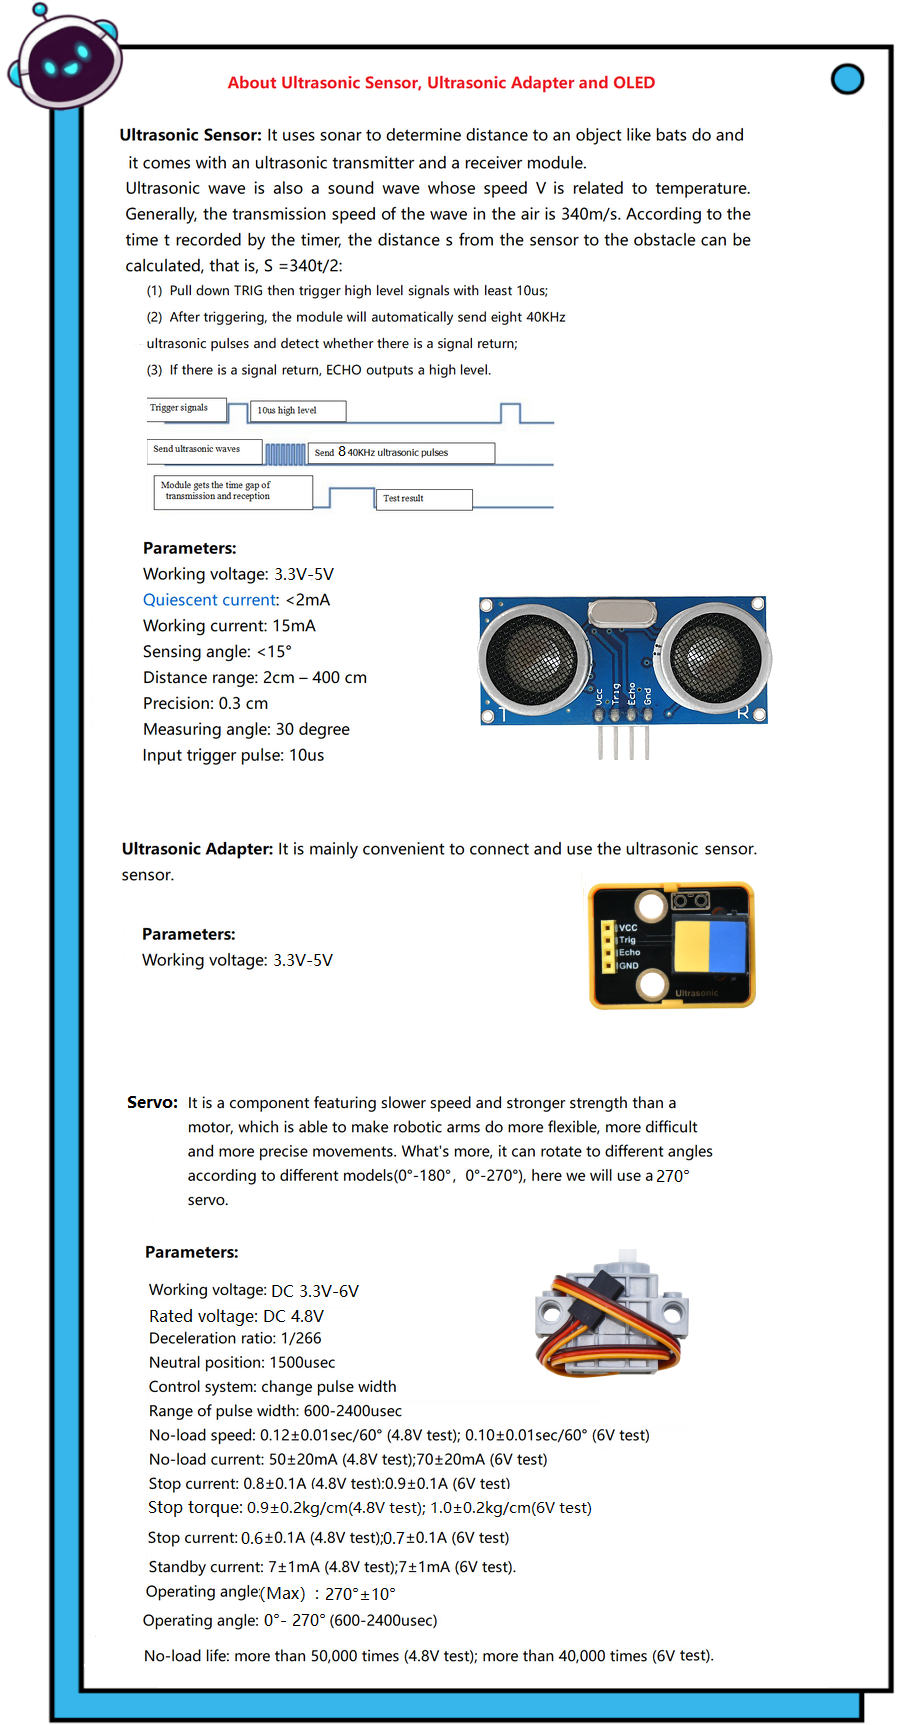 About Ultrasonic Sensor, Ultrasonic Adapter and OLED
Ultrasonic Sensor: It uses sonar to determine distance to an object like bats do and
it comes with an ultrasonic transmitter and a receiver module.
Ultrasonic wave is also a sound wave whose speed V is related to temperature.
Generally, the transmission speed of the wave in the air is 340m/s. According to the
time t recorded by the timer, the distance s from the sensor to the obstacle can be
calculated, that is, S =340t/2:
(1) Pull down TRIG then trigger high level signals with least 10us;
(2) After triggering, the module will automatically send eight 40KHz
ultrasonic pulses and detect whether there is a signal return;
(3) If there is a signal return, ECHO outputs a high level.
Trigger signals
10us high level
Send ultrasonic waves
Send 8 40KHz ultrasonic pulses
Module gets the time gap of
transmission and reception
Test result
Parameters:
Working voltage: 3.3V-5V
Quiescent current: <2mA
Working current: 15mA
Sensing angle: <15°
Distance range: 2cm – 400 cm
Precision: 0.3 cm
Measuring angle: 30 degree
Input trigger pulse: 10us
Vcc
Trig
Echo
Gnd
T
R
Ultrasonic Adapter: It is mainly convenient to connect and use the ultrasonic sensor.
sensor.
Parameters:
Working voltage: 3.3V-5V
VCC
Trig
Echo
GND
Ultrasonic
Servo: It is a component featuring slower speed and stronger strength than a
motor, which is able to make robotic arms do more flexible, more difficult
and more precise movements. What's more, it can rotate to different angles
according to different models(0°-180°, 0°-270°), here we will use a 270°
servo.
Parameters:
Working voltage: DC 3.3V-6V
Rated voltage: DC 4.8V
Deceleration ratio: 1/266
Neutral position: 1500usec
Control system: change pulse width
Range of pulse width: 600-2400usec
No-load speed: 0.12±0.01sec/60° (4.8V test); 0.10±0.01sec/60° (6V test)
No-load current: 50±20mA (4.8V test);70±20mA (6V test)
Stop current: 0.8±0.1A (4.8V test);0.9±0.1A (6V test)
Stop torque: 0.9±0.2kg/cm(4.8V test); 1.0±0.2kg/cm(6V test)
Stop current: 0.6±0.1A (4.8V test);0.7±0.1A (6V test)
Standby current: 7±1mA (4.8V test);7±1mA (6V test).
Operating angle(Max) : 270°±10°
Operating angle: 0°- 270° (600-2400usec)
No-load life: more than 50,000 times (4.8V test); more than 40,000 times (6V test).